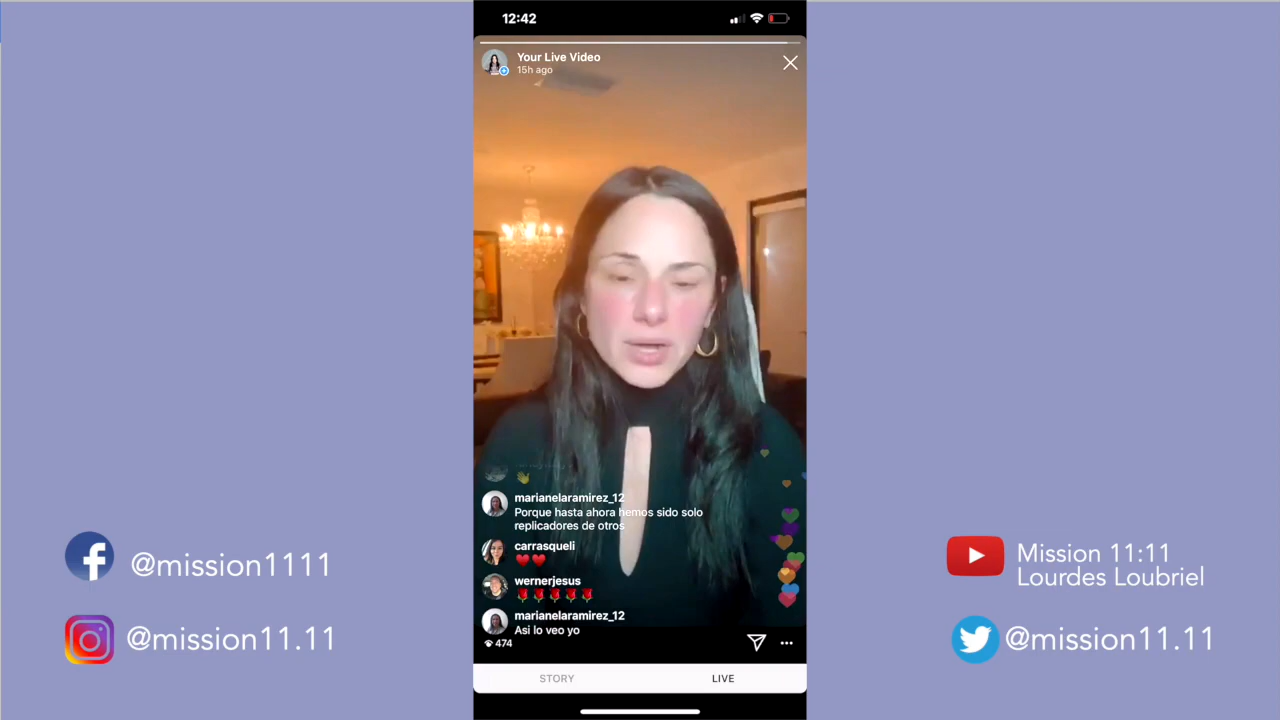 12:42
Your Live Video
15h ago
marianelaramirez_12
Porque hasta ahora hemos sido solo
replicadores de otros
carrasqueli
wernerjesus
marianelaramirez_12
Asi lo veo yo
474
STORY
LIVE
@mission1111
@mission11.11
Mission 11:11
Lourdes Loubriel
@mission11.11